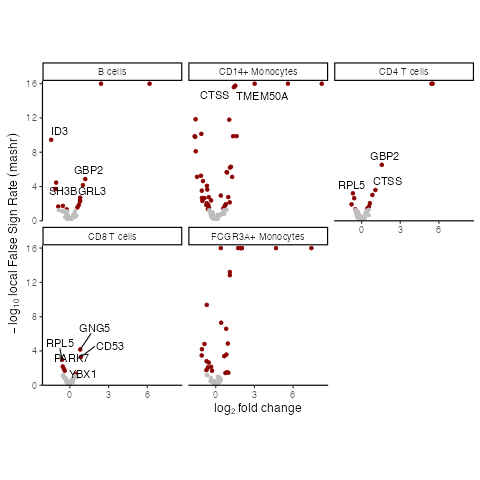 B cells
CD14+ Monocytes
CD4 T cells
16
12
8
4
0
ID3
GBP2
SH3BGRL3
CTSS
TMEM50A
GBP2
RPL5
CTSS
0
3
6
CD8 T cells
FCGR3A+ Monocytes
16
12
8
4
0
GNG5
RPL5
CD53
PARK7
YBX1
0
3
6
0
3
6
log2 fold change
− log10 local False Sign Rate (mashr)